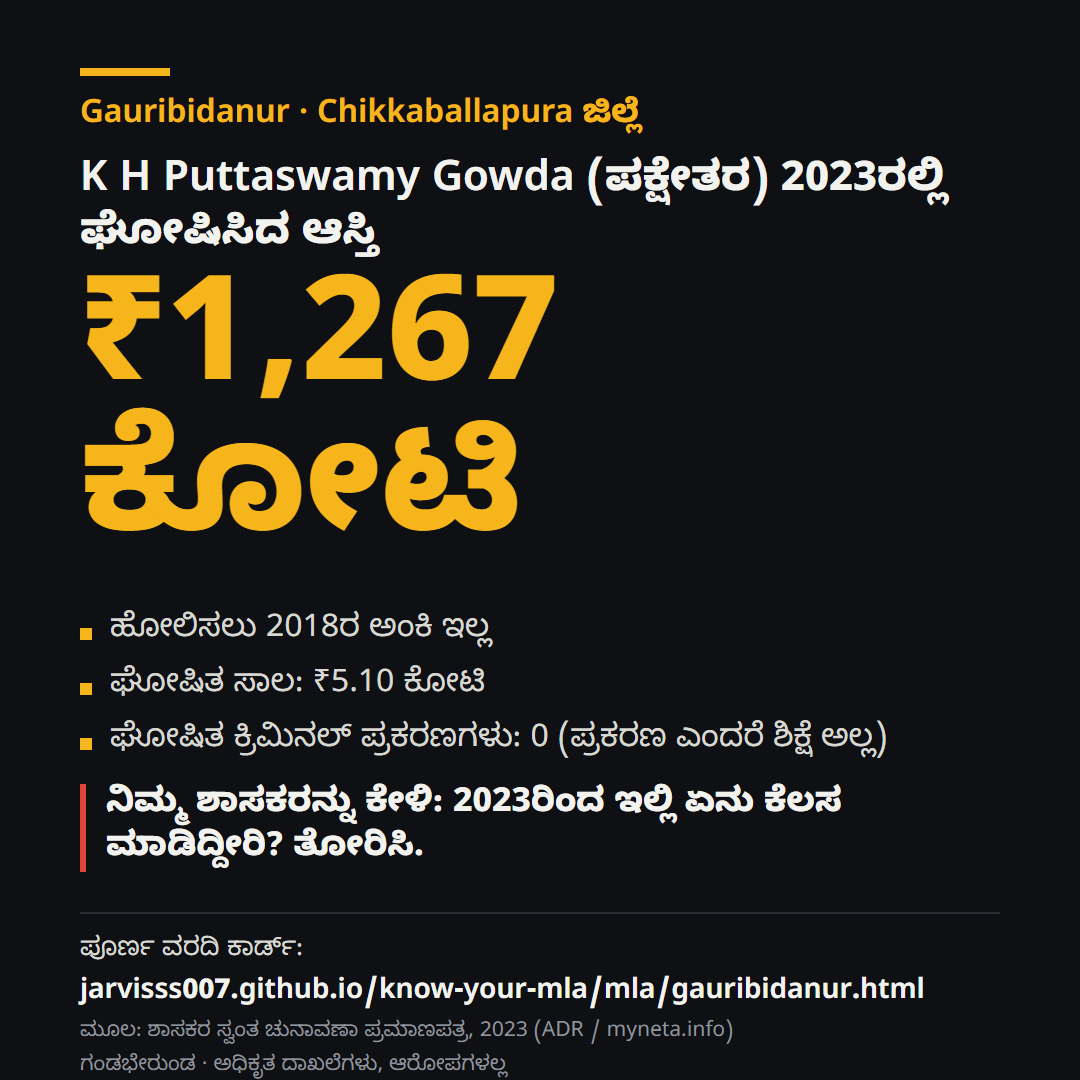 Gauribidanur · Chikkaballapura ಜಿಲ್ಲೆ
K H Puttaswamy Gowda (ಪಕ್ಷೇತರ) 2023ರಲ್ಲಿ
ಘೋಷಿಸಿದ ಆಸ್ತಿ
₹1,267
ಕೋಟಿ
ಹೋಲಿಸಲು 2018ರ ಅಂಕಿ ಇಲ್ಲ
ಘೋಷಿತ ಸಾಲ: ₹5.10 ಕೋಟಿ
ಘೋಷಿತ ಕ್ರಿಮಿನಲ್ ಪ್ರಕರಣಗಳು: 0 (ಪ್ರಕರಣ ಎಂದರೆ ಶಿಕ್ಷೆ ಅಲ್ಲ)
ನಿಮ್ಮ ಶಾಸಕರನ್ನು ಕೇಳಿ: 2023ರಿಂದ ಇಲ್ಲಿ ಏನು ಕೆಲಸ
ಮಾಡಿದ್ದೀರಿ? ತೋರಿಸಿ.
ಪೂರ್ಣ ವರದಿ ಕಾರ್ಡ್:
jarvisss007.github.io/know-your-mla/mla/gauribidanur.html
ಮೂಲ: ಶಾಸಕರ ಸ್ವಂತ ಚುನಾವಣಾ ಪ್ರಮಾಣಪತ್ರ, 2023 (ADR / myneta.info)
ಗಂಡಭೇರುಂಡ · ಅಧಿಕೃತ ದಾಖಲೆಗಳು, ಆರೋಪಗಳಲ್ಲ